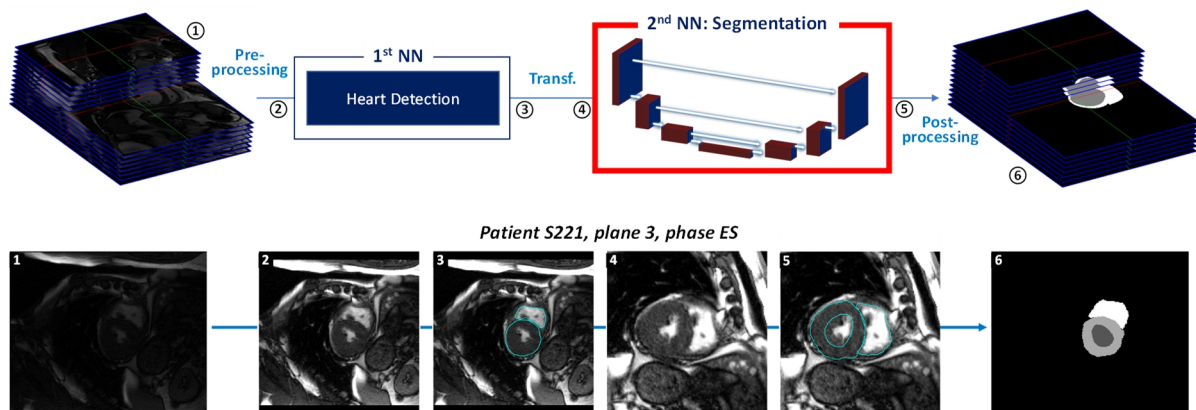 ①
Pre-
processing
②
1st NN
Heart Detection
③
Transf.
④
2nd NN: Segmentation
⑤
Post-
processing
⑥
Patient S221, plane 3, phase ES
1
2
3
4
5
6